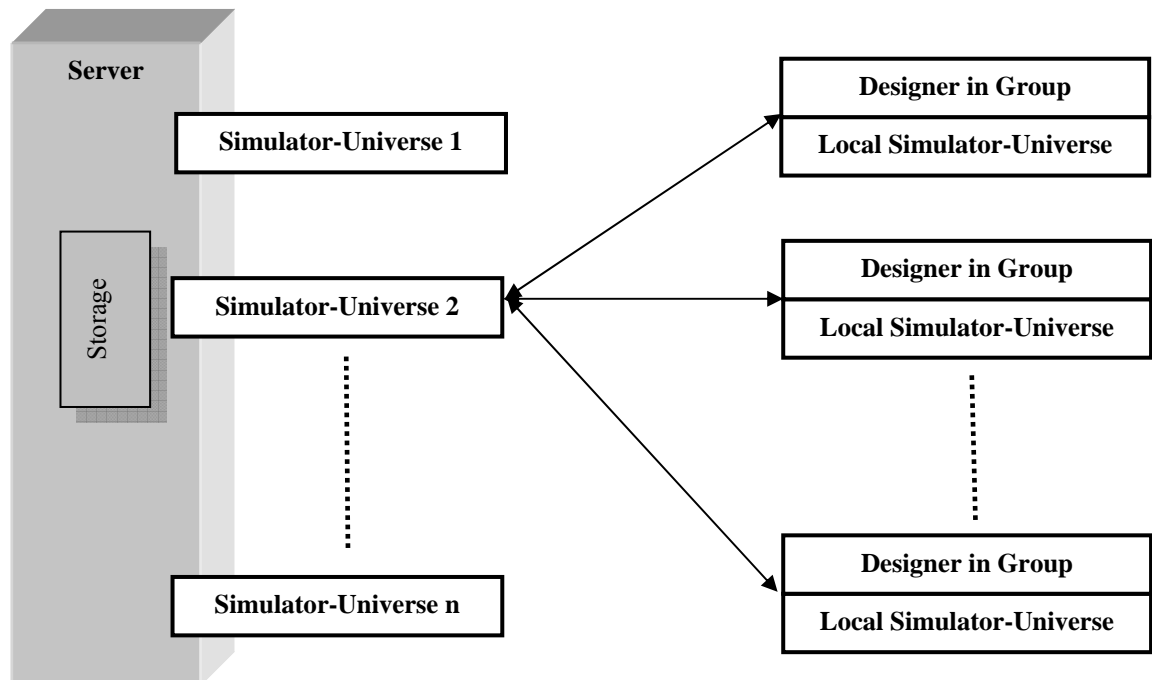 Server
Simulator-Universe 1
Storage
Simulator-Universe 2
Simulator-Universe n
Designer in Group
Local Simulator-Universe
Designer in Group
Local Simulator-Universe
Designer in Group
Local Simulator-Universe